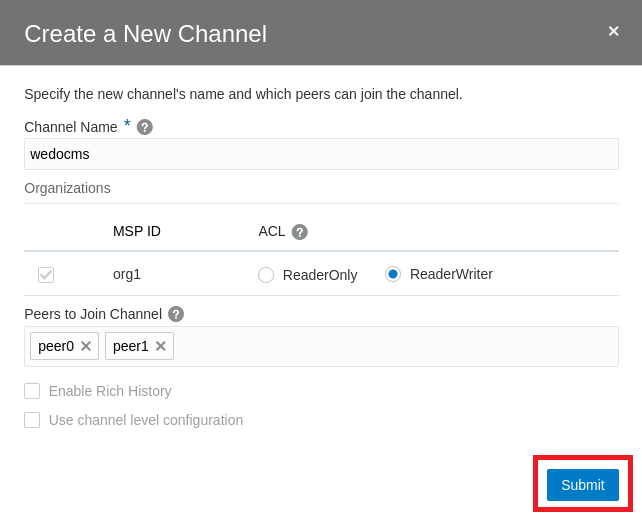 Create a New Channel
Specify the new channel's name and which peers can join the channel.
Channel Name *
wedocms
Organizations
MSP ID ACL
org1 ReaderOnly ReaderWriter
Peers to Join Channel
peer0 peer1
Enable Rich History
Use channel level configuration
Submit